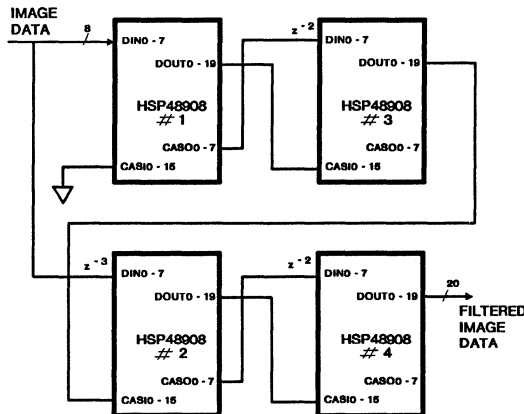 IMAGE
DATA
8
DIN0 - 7
DOUT0 - 19
HSP48908
# 1
CASO0 - 7
CASI0 - 15
z -2
DIN0 - 7
DOUT0 - 19
HSP48908
# 3
CASO0 - 7
CASI0 - 15
z -3
DIN0 - 7
DOUT0 - 19
HSP48908
# 2
CASO0 - 7
CASI0 - 15
z -2
DIN0 - 7
DOUT0 - 19
HSP48908
# 4
CASO0 - 7
CASI0 - 15
20
FILTERED
IMAGE
DATA